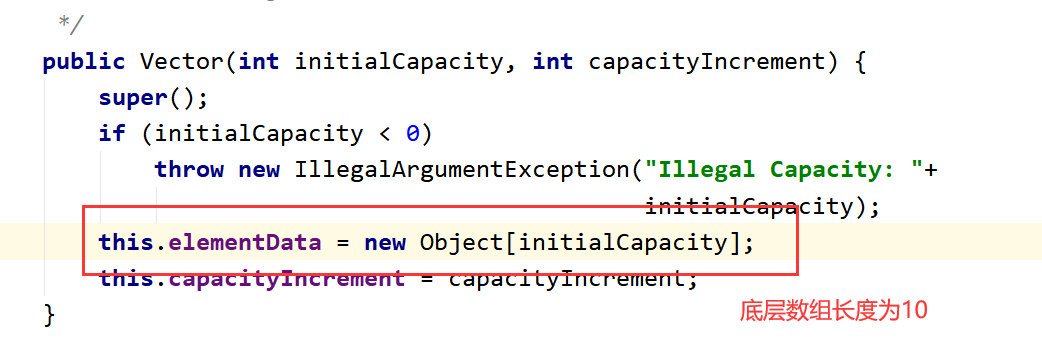 */
public Vector(int initialCapacity, int capacityIncrement) {
super();
if (initialCapacity < 0)
throw new IllegalArgumentException("Illegal Capacity: "+
initialCapacity);
this.elementData = new Object[initialCapacity];
this.capacityIncrement = capacityIncrement;
底层数组长度为10
}